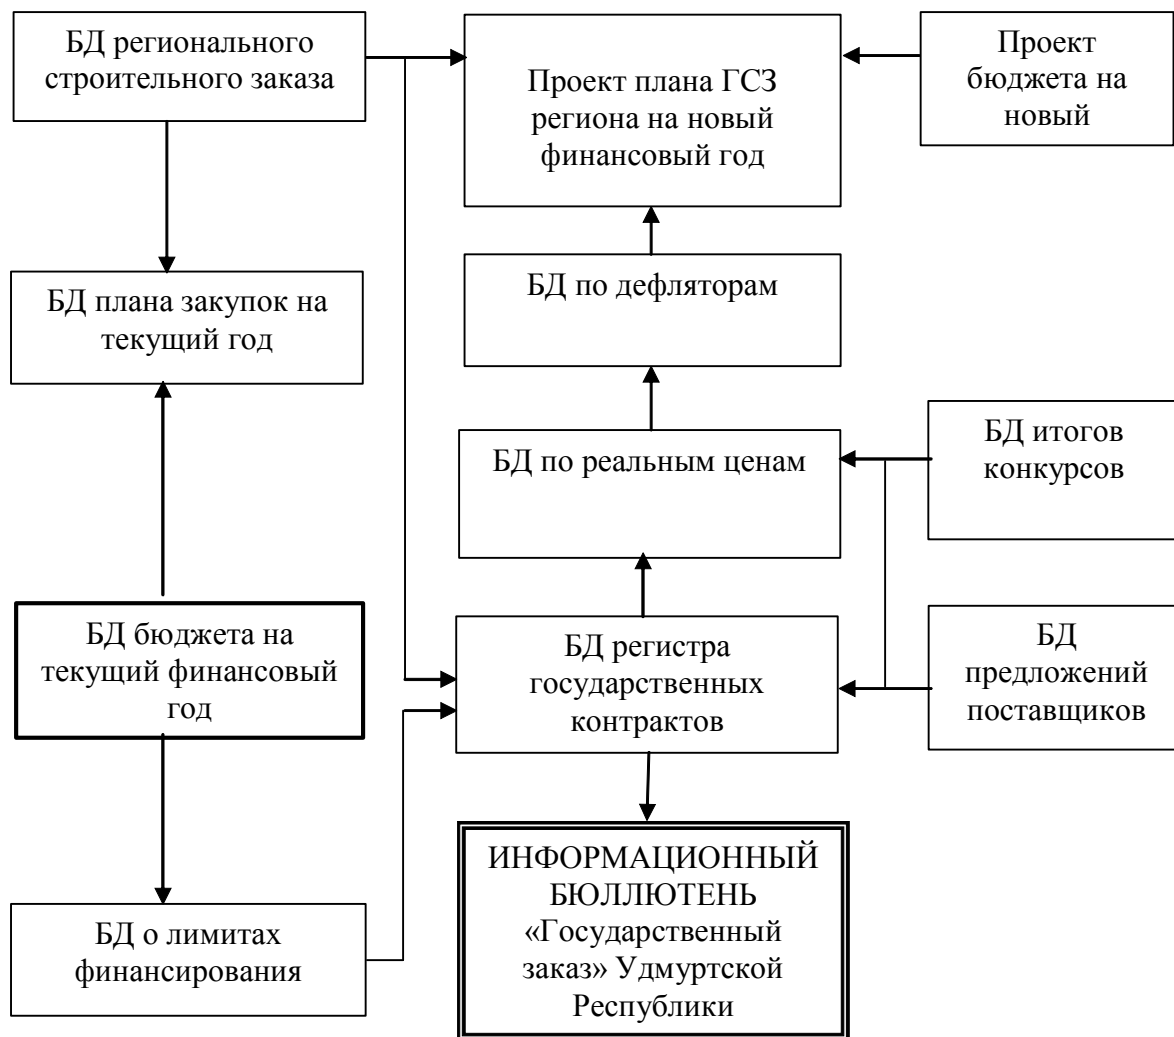 БД регионального
строительного заказа
Проект плана ГСЗ
региона на новый
финансовый год
Проект
бюджета на
новый
БД плана закупок на
текущий год
БД по дефляторам
БД по реальным ценам
БД итогов
конкурсов
БД бюджета на
текущий финансовый
год
БД регистра
государственных
контрактов
БД
предложений
поставщиков
БД о лимитах
финансирования
ИНФОРМАЦИОННЫЙ
БЮЛЛЮТЕНЬ
«Государственный
заказ» Удмуртской
Республики